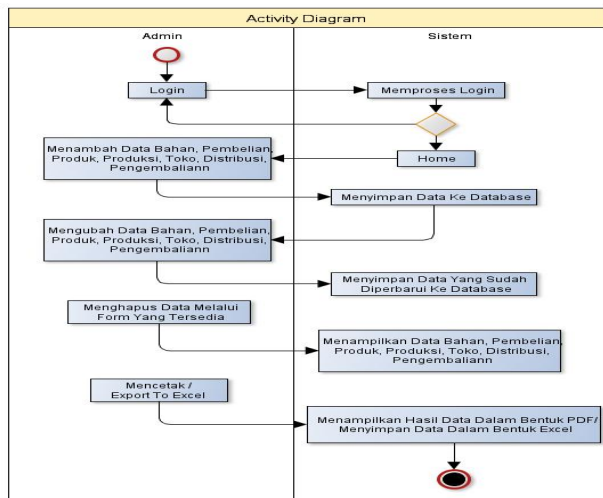 Activity Diagram
Admin
Sistem
Login
Memproses Login
Home
Menambah Data Bahan, Pembelian,
Produk, Produksi, Toko, Distribusi,
Pengembaliann
Menyimpan Data Ke Database
Mengubah Data Bahan, Pembelian,
Produk, Produksi, Toko, Distribusi,
Pengembaliann
Menyimpan Data Yang Sudah
Diperbarui Ke Database
Menghapus Data Melalui
Form Yang Tersedia
Menampilkan Data Bahan, Pembelian,
Produk, Produksi, Toko, Distribusi,
Pengembaliann
Mencetak /
Export To Excel
Menampilkan Hasil Data Dalam Bentuk PDF/
Menyimpan Data Dalam Bentuk Excel